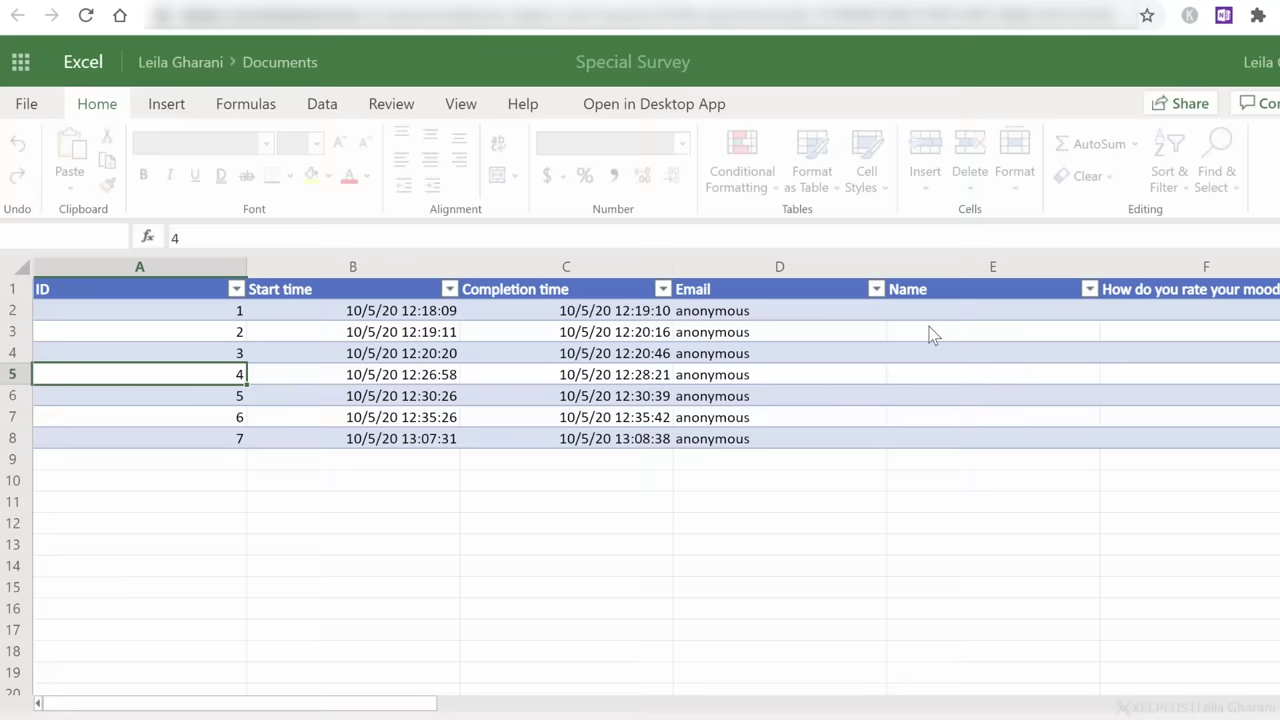 Excel Leila Gharani > Documents Special Survey Leila
File Home Insert Formulas Data Review View Help Open in Desktop App Share
Paste B I U D ab A $ % Conditional Formatting Format as Table Cell Styles Insert Delete Format AutoSum Clear Sort & Filter Find & Select
Undo Clipboard Font Alignment Number Tables Cells Editing
fx 4
A B C D E F
1 ID Start time Completion time Email Name How do you rate your mood
2 1 10/5/20 12:18:09 10/5/20 12:19:10 anonymous
3 2 10/5/20 12:19:11 10/5/20 12:20:16 anonymous
4 3 10/5/20 12:20:20 10/5/20 12:20:46 anonymous
5 4 10/5/20 12:26:58 10/5/20 12:28:21 anonymous
6 5 10/5/20 12:30:26 10/5/20 12:30:39 anonymous
7 6 10/5/20 12:35:26 10/5/20 12:35:42 anonymous
8 7 10/5/20 13:07:31 10/5/20 13:08:38 anonymous
9
10
11
12
13
14
15
16
17
18
19
20
XELPLUS | Leila Gharani